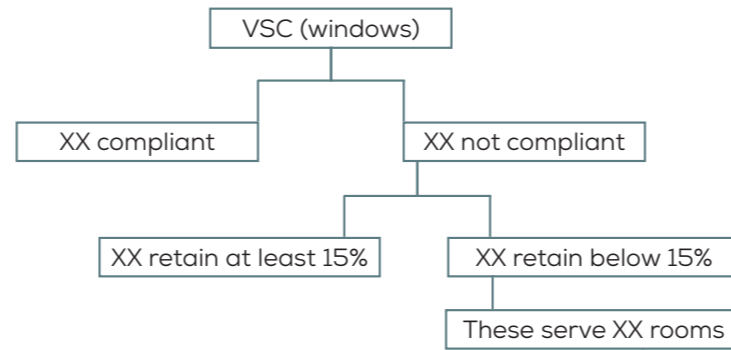 VSC (windows)
XX compliant
XX not compliant
XX retain at least 15%
XX retain below 15%
These serve XX rooms